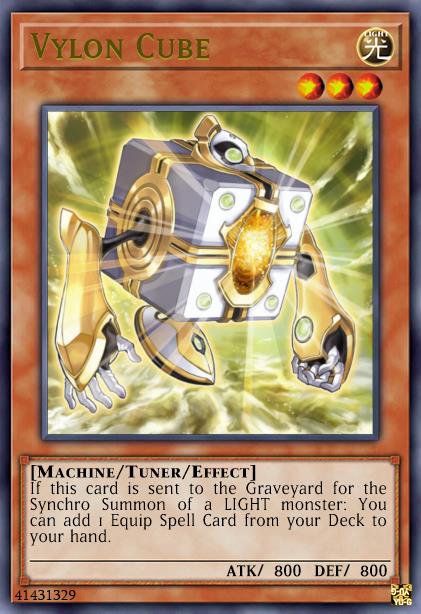 Vylon Cube
LIGHT
光
[Machine/Tuner/Effect]
If this card is sent to the Graveyard for the
Synchro Summon of a LIGHT monster: You
can add 1 Equip Spell Card from your Deck to
your hand.
ATK/ 800 DEF/ 800
41431329